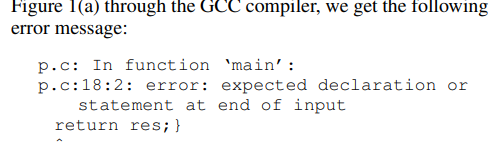 Figure 1(a) through the GCC compiler, we get the following
error message:
p.c: In function ‘main’:
p.c:18:2: error: expected declaration or
statement at end of input
return res;}
^